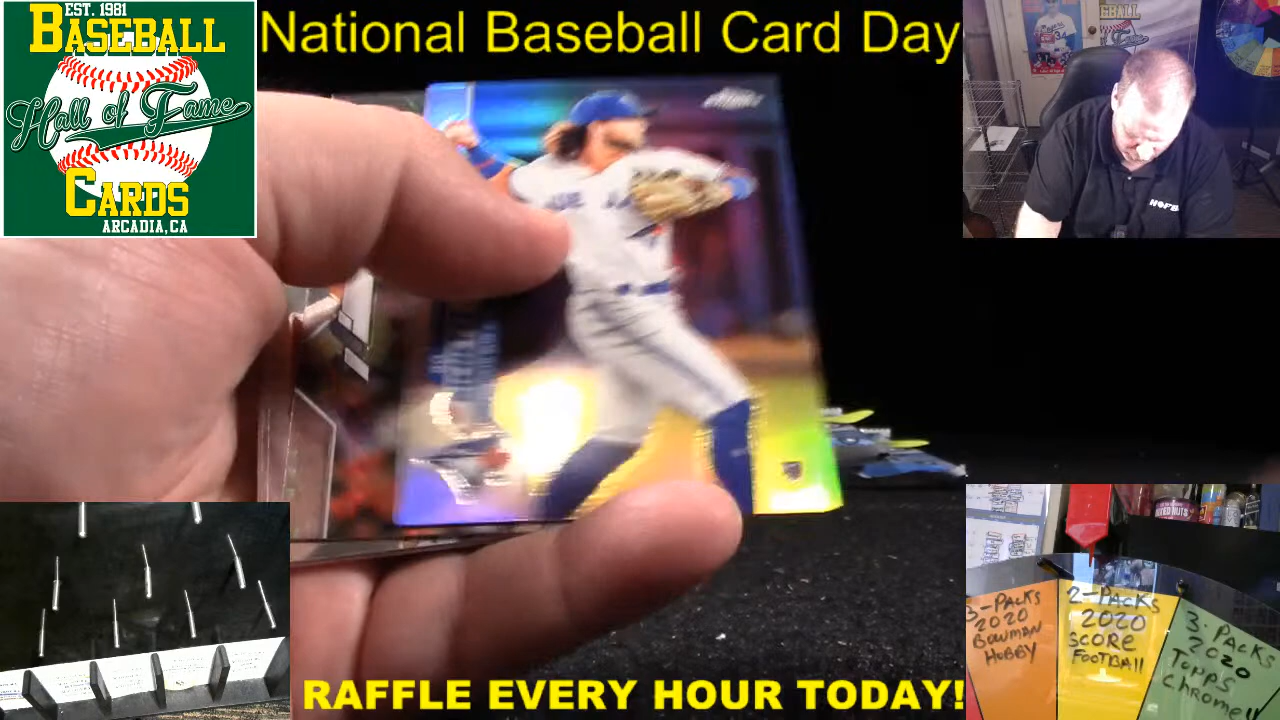 EST. 1981
BASEBALL
Hall of Fame
CARDS
ARCADIA, CA
National Baseball Card Day
HOFB
3-PACKS
2020
BOWMAN
HOBBY
2-PACKS
2020
SCORE
FOOTBALL
3-PACKS
2020
TOPPS
CHROME!!
RAFFLE EVERY HOUR TODAY!